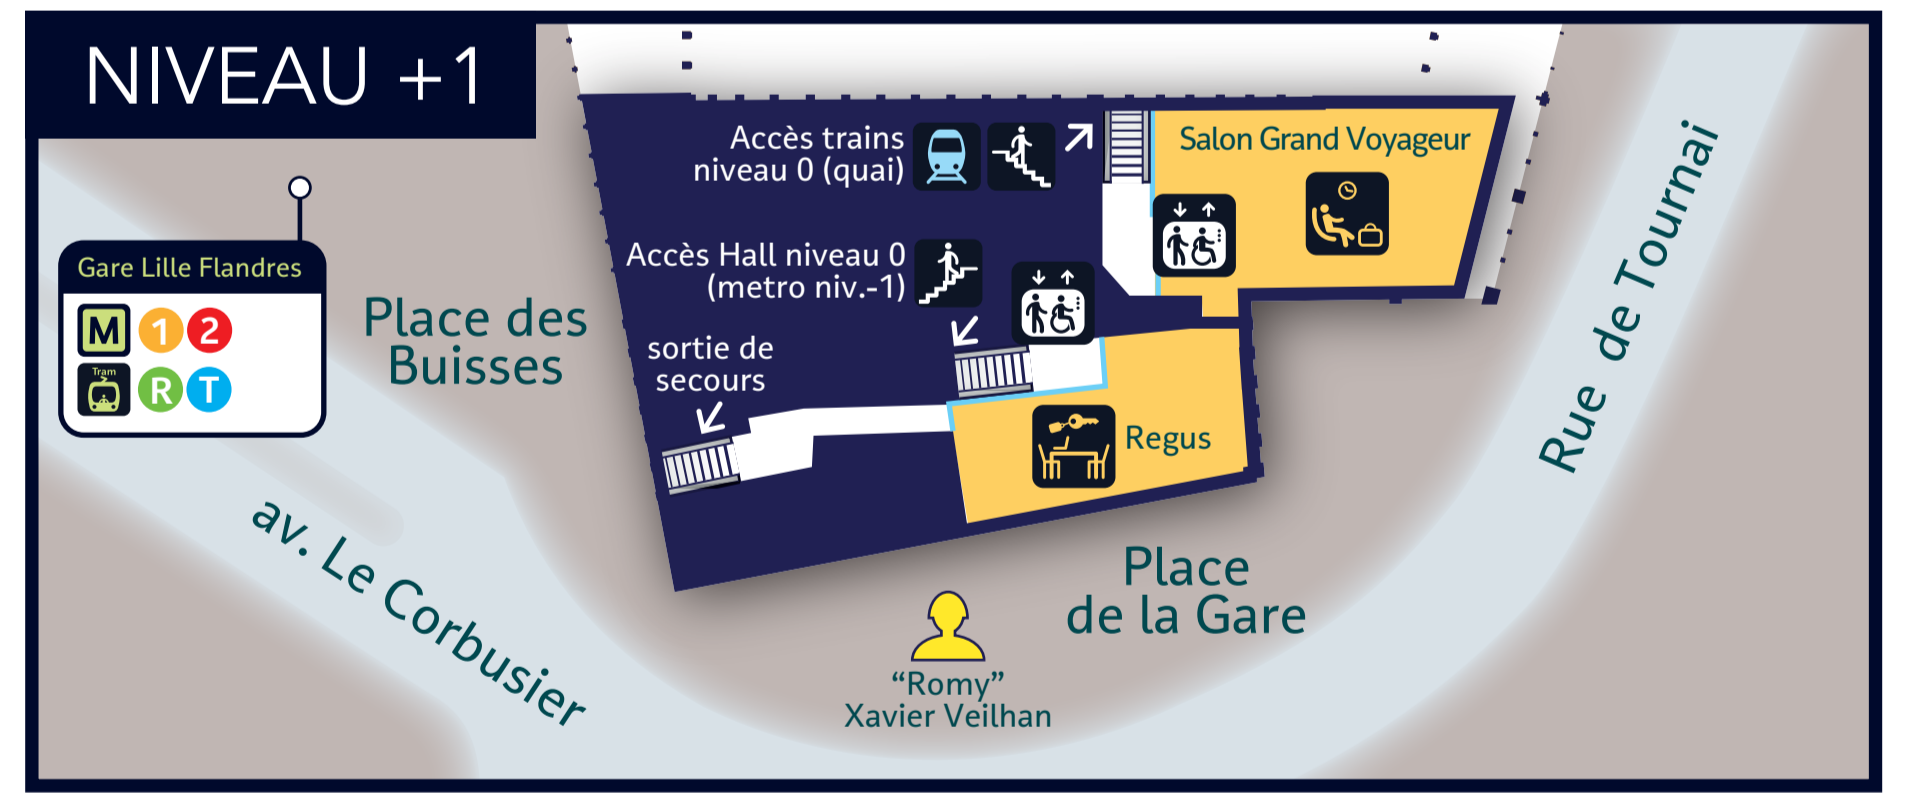 NIVEAU +1
Accès trains
niveau 0 (quai)
Salon Grand Voyageur
Accès Hall niveau 0
(metro niv.-1)
sortie de
secours
Regus
Gare Lille Flandres
M 1 2
Tram
R T
Place des
Buisses
av. Le Corbusier
Place
de la Gare
Rue de Tournai
“Romy”
Xavier Veilhan